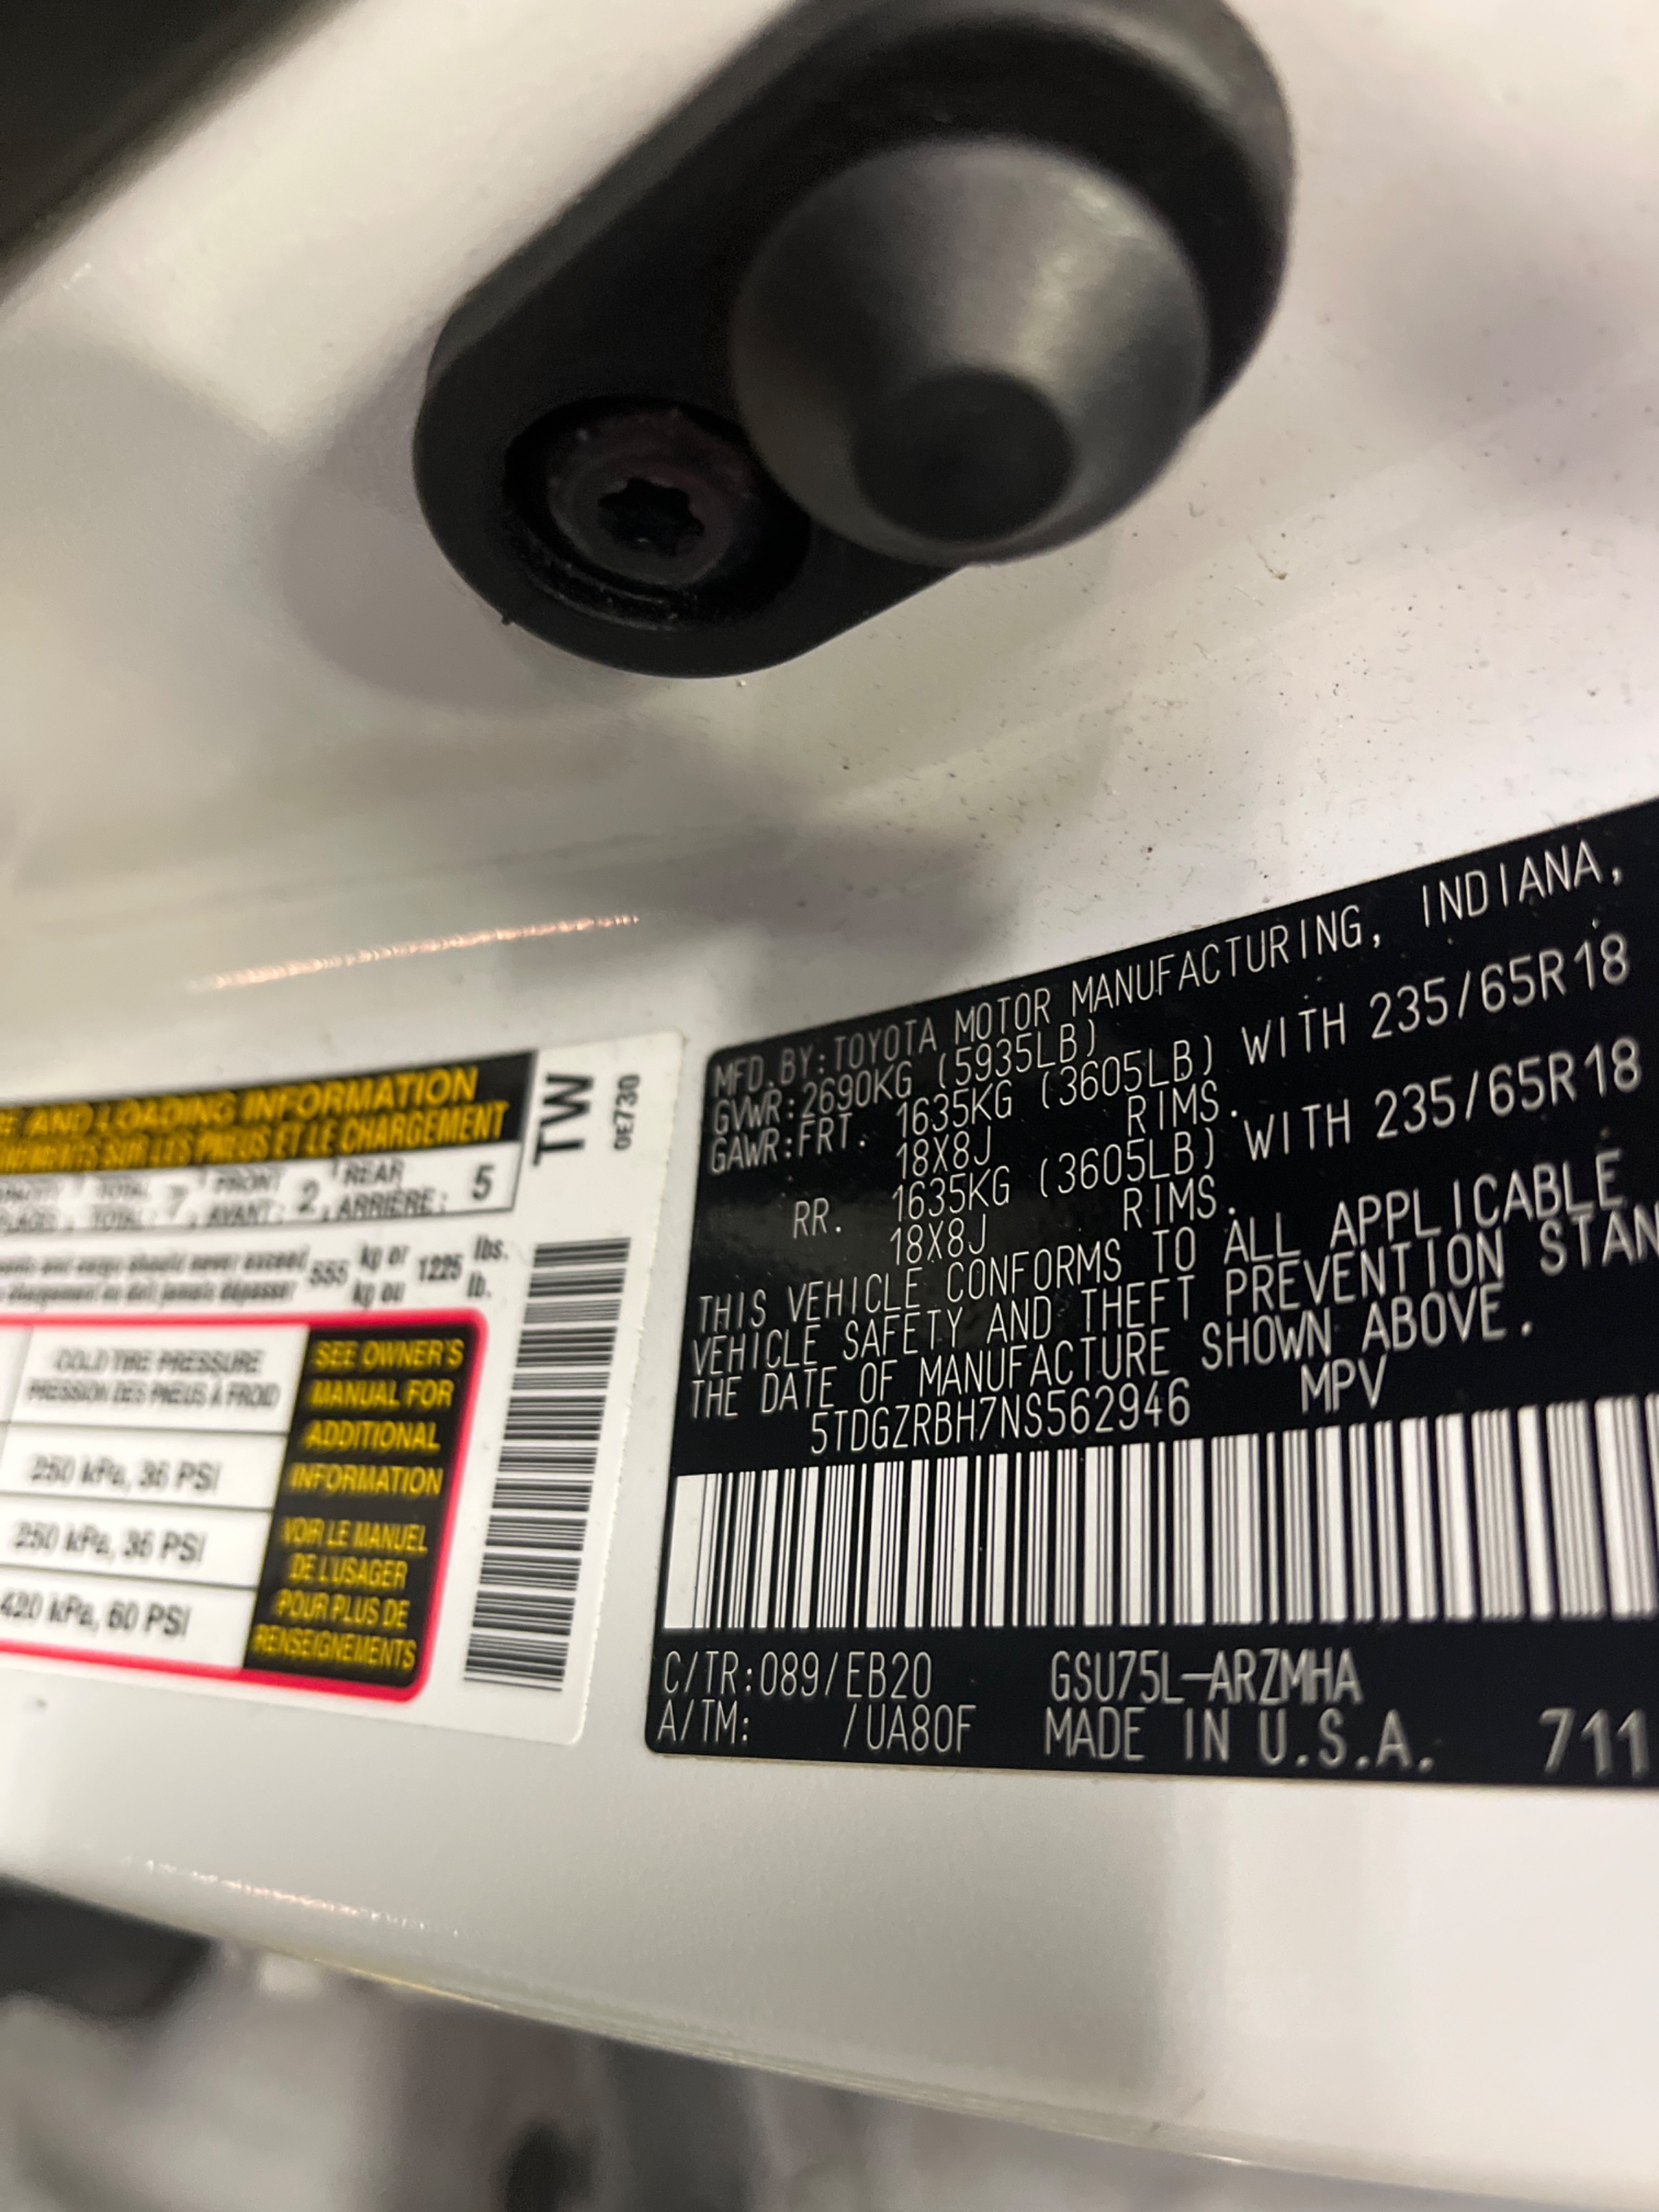 E AND LOADING INFORMATION
SUR LES PNEUS ET LE CHARGEMENT
TOTAL 7 FRONT 2 REAR 5
TOTAL : AVANT : ARRIÈRE :
should never exceed 555 kg or 1225 lbs.
jamais dépasser kg ou lb.
COLD TIRE PRESSURE
PRESSION DES PNEUS À FROID
250 kPa, 36 PSI
250 kPa, 36 PSI
420 kPa, 60 PSI
SEE OWNER'S
MANUAL FOR
ADDITIONAL
INFORMATION
VOIR LE MANUEL
DE L'USAGER
POUR PLUS DE
RENSEIGNEMENTS
TW
0E730
MFD.BY:TOYOTA MOTOR MANUFACTURING, INDIANA,
GVWR:2690KG (5935LB)
GAWR:FRT. 1635KG (3605LB) WITH 235/65R18
18X8J RIMS.
RR. 1635KG (3605LB) WITH 235/65R18
18X8J RIMS.
THIS VEHICLE CONFORMS TO ALL APPLICABLE
VEHICLE SAFETY AND THEFT PREVENTION STAN
THE DATE OF MANUFACTURE SHOWN ABOVE.
5TDGZRBH7NS562946 MPV
C/TR:089/EB20 GSU75L-ARZMHA
A/TM: /UA80F MADE IN U.S.A. 711